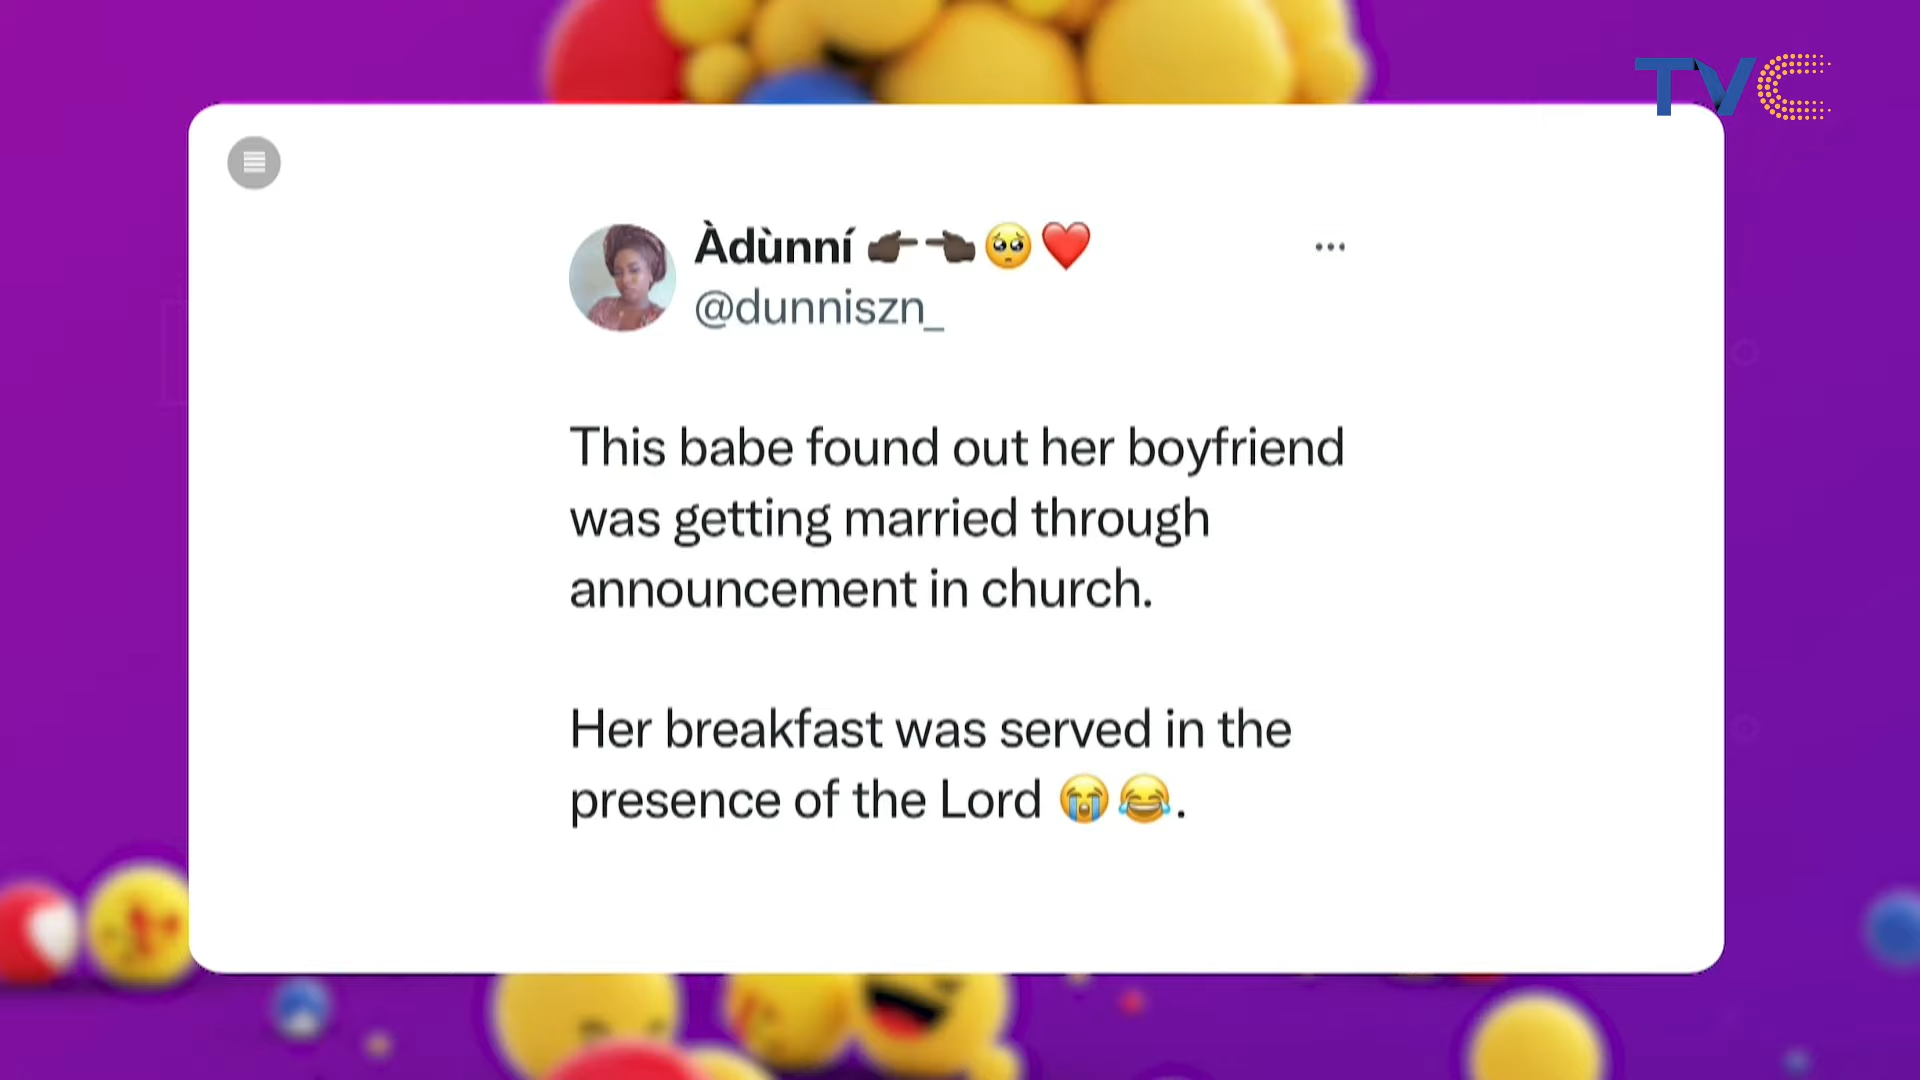 TVC
Àdùnní 👉🏿👈🏿🥺❤️
@dunniszn_
This babe found out her boyfriend
was getting married through
announcement in church.
Her breakfast was served in the
presence of the Lord 😭😂.